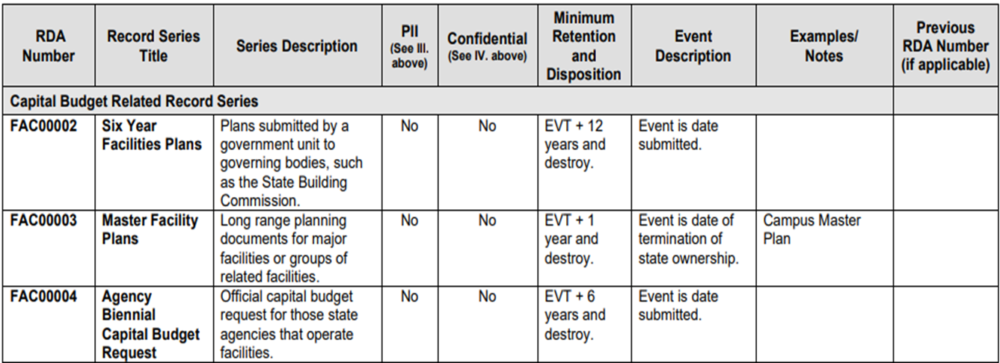 RDA
Number
Record Series
Title
Series Description
PII
(See III.
above)
Confidential
(See IV. above)
Minimum
Retention
and
Disposition
Event
Description
Examples/
Notes
Previous
RDA Number
(if applicable)
Capital Budget Related Record Series
FAC00002
Six Year
Facilities Plans
Plans submitted by a
government unit to
governing bodies, such
as the State Building
Commission.
No
No
EVT + 12
years and
destroy.
Event is date
submitted.
FAC00003
Master Facility
Plans
Long range planning
documents for major
facilities or groups of
related facilities.
No
No
EVT + 1
year and
destroy.
Event is date of
termination of
state ownership.
Campus Master
Plan
FAC00004
Agency
Biennial
Capital Budget
Request
Official capital budget
request for those state
agencies that operate
facilities.
No
No
EVT + 6
years and
destroy.
Event is date
submitted.